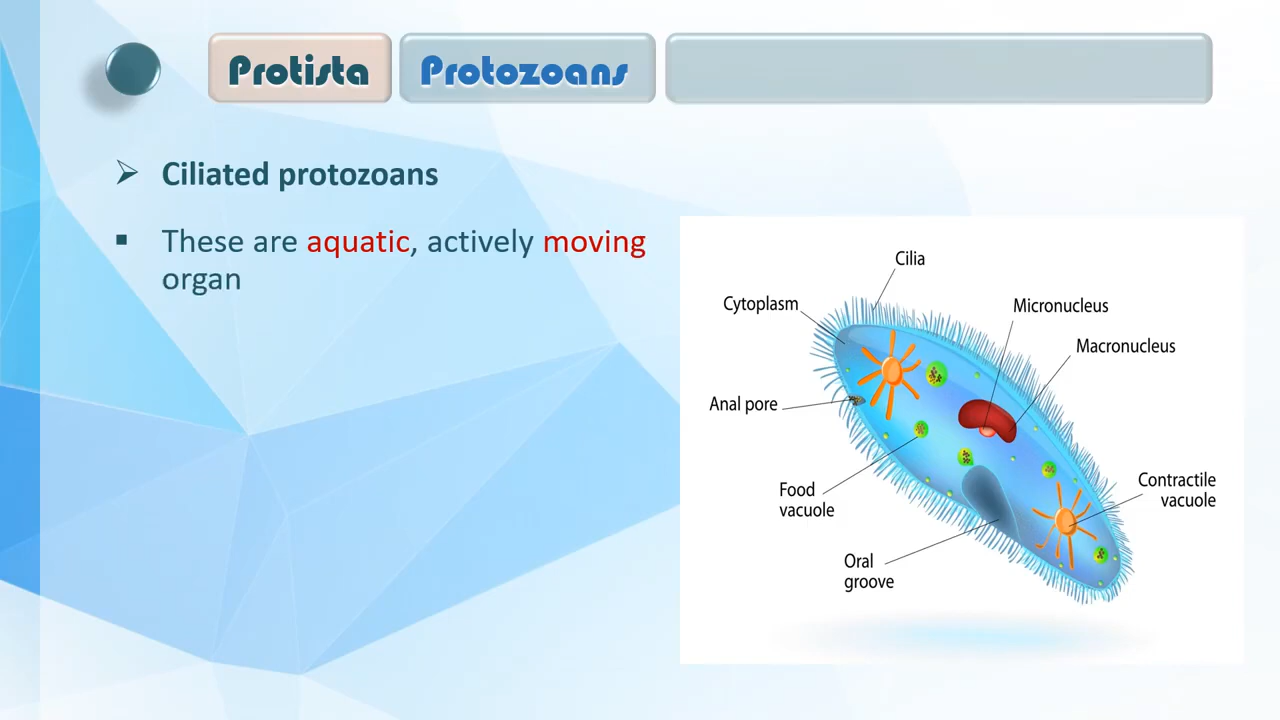 Protista
Protozoans
Ciliated protozoans
These are aquatic, actively moving
organ
Cilia
Cytoplasm
Micronucleus
Macronucleus
Anal pore
Food
vacuole
Contractile
vacuole
Oral
groove